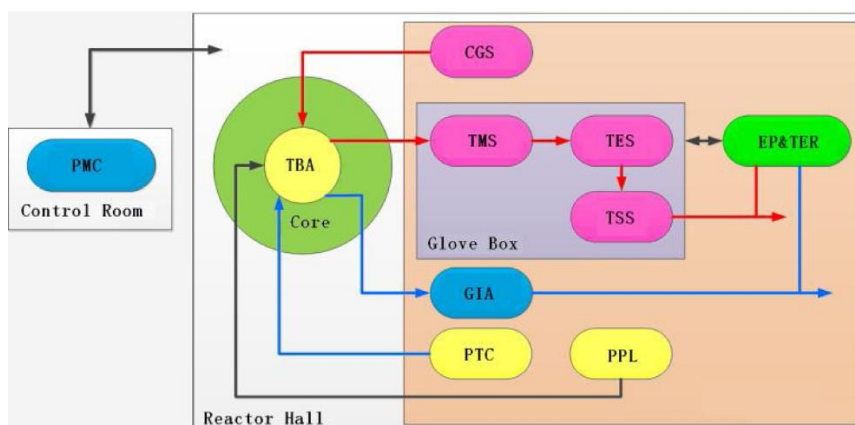 CGS
PMC
Control Room
TBA
Core
TMS
TES
EP&TER
TSS
Glove Box
GIA
PTC
PPL
Reactor Hall